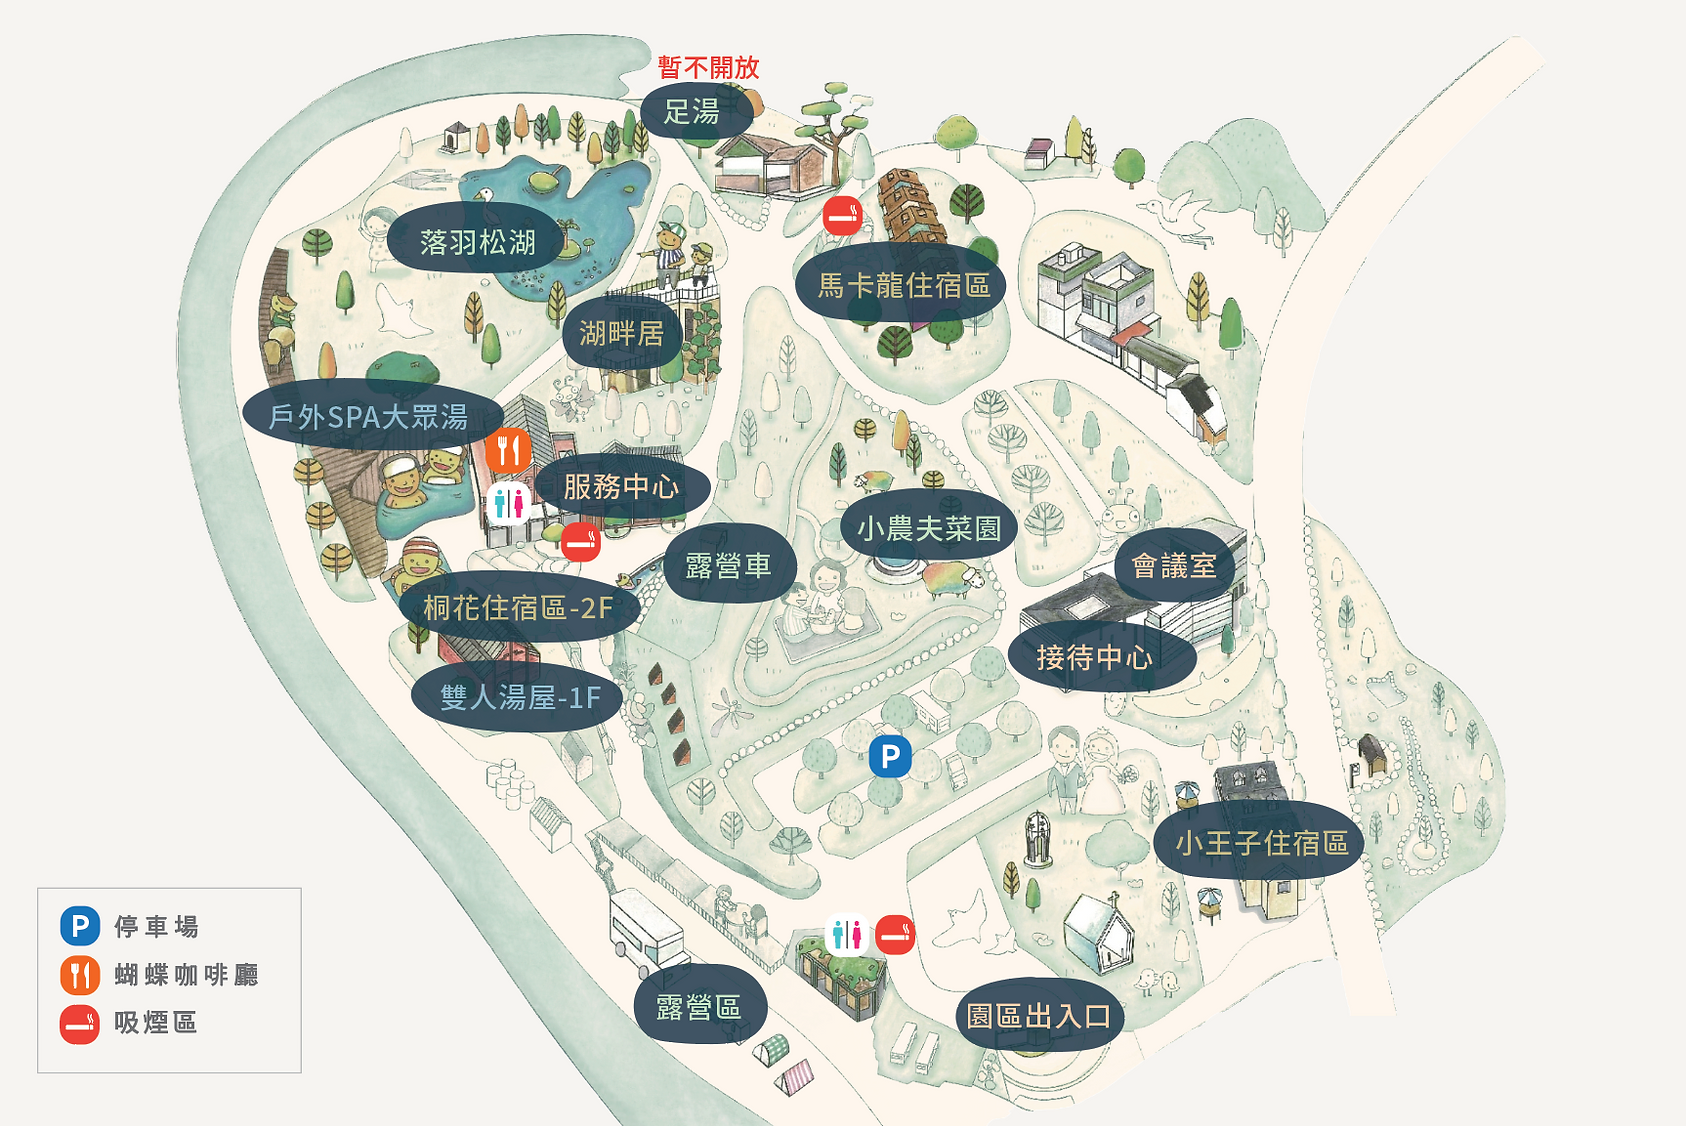 暫不開放
足湯
落羽松湖
馬卡龍住宿區
湖畔居
戶外SPA大眾湯
服務中心
小農夫菜園
露營車
會議室
桐花住宿區-2F
接待中心
雙人湯屋-1F
P
小王子住宿區
露營區
園區出入口
P 停車場
蝴蝶咖啡廳
吸煙區